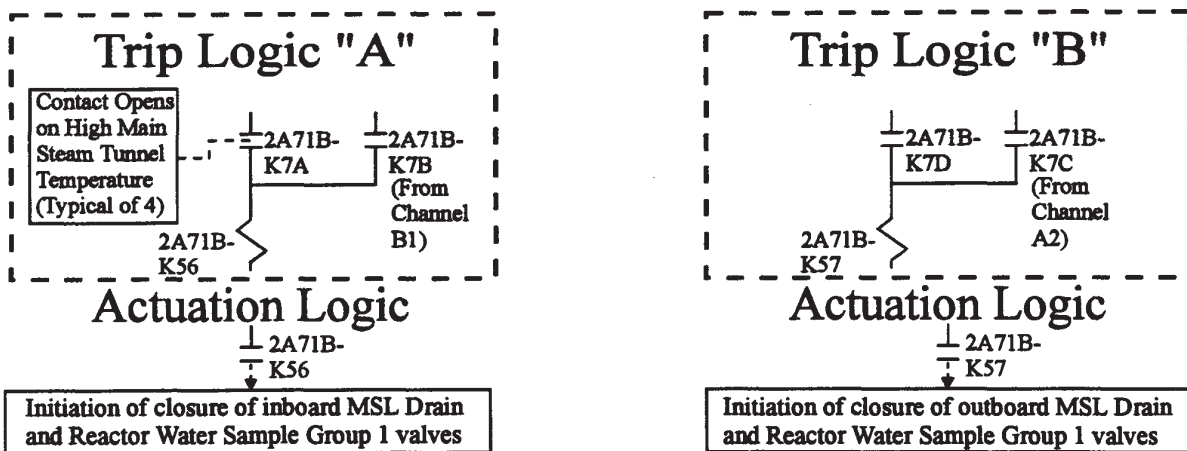 Trip Logic "A"
Contact Opens
on High Main
Steam Tunnel
Temperature
(Typical of 4)
2A71B-
K7A
2A71B-
K7B
(From
Channel
B1)
2A71B-
K56
Actuation Logic
2A71B-
K56
Initiation of closure of inboard MSL Drain
and Reactor Water Sample Group 1 valves
Trip Logic "B"
2A71B-
K7D
2A71B-
K7C
(From
Channel
A2)
2A71B-
K57
Actuation Logic
2A71B-
K57
Initiation of closure of outboard MSL Drain
and Reactor Water Sample Group 1 valves